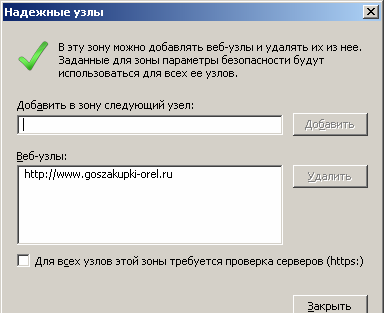 Надежные узлы
В эту зону можно добавлять веб-узлы и удалять их из нее.
Заданные для зоны параметры безопасности будут
использоваться для всех ее узлов.
Добавить в зону следующий узел:
Добавить
Веб-узлы:
http://www.goszakupki-orel.ru
Удалить
Для всех узлов этой зоны требуется проверка серверов (https:)
Закрыть